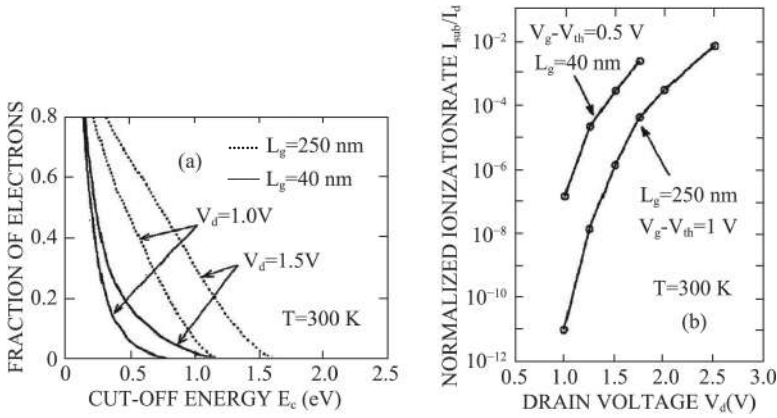 FRACTION OF ELECTRONS
0.8
0.6
0.4
0.2
0
0
0.5
1.0
1.5
2.0
2.5
CUT-OFF ENERGY E_c (eV)
(a)
L_g=250 nm
L_g=40 nm
V_d=1.0V
V_d=1.5V
T=300 K
NORMALIZED IONIZATIONRATE I_sub/I_d
10^−2
10^−4
10^−6
10^−8
10^−10
10^−12
0.5
1.0
1.5
2.0
2.5
3.0
DRAIN VOLTAGE V_d(V)
V_g-V_th=0.5 V
L_g=40 nm
L_g=250 nm
V_g-V_th=1 V
T=300 K
(b)